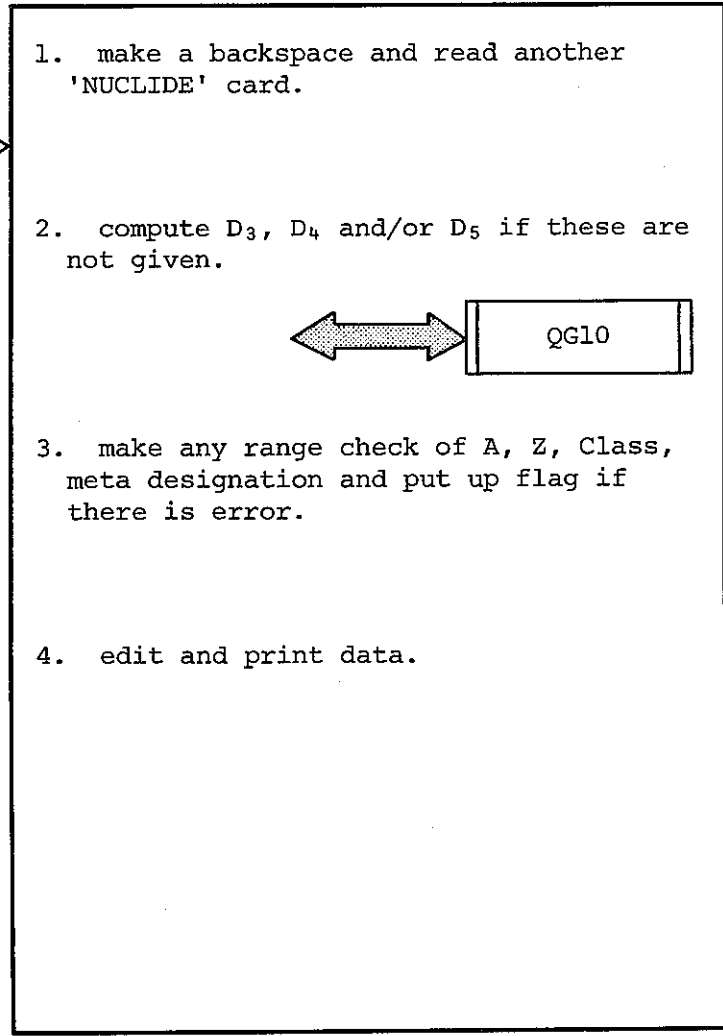 1. make a backspace and read another
'NUCLIDE' card.
2. compute D₃, D₄ and/or D₅ if these are
not given.
QG10
3. make any range check of A, Z, Class,
meta designation and put up flag if
there is error.
4. edit and print data.